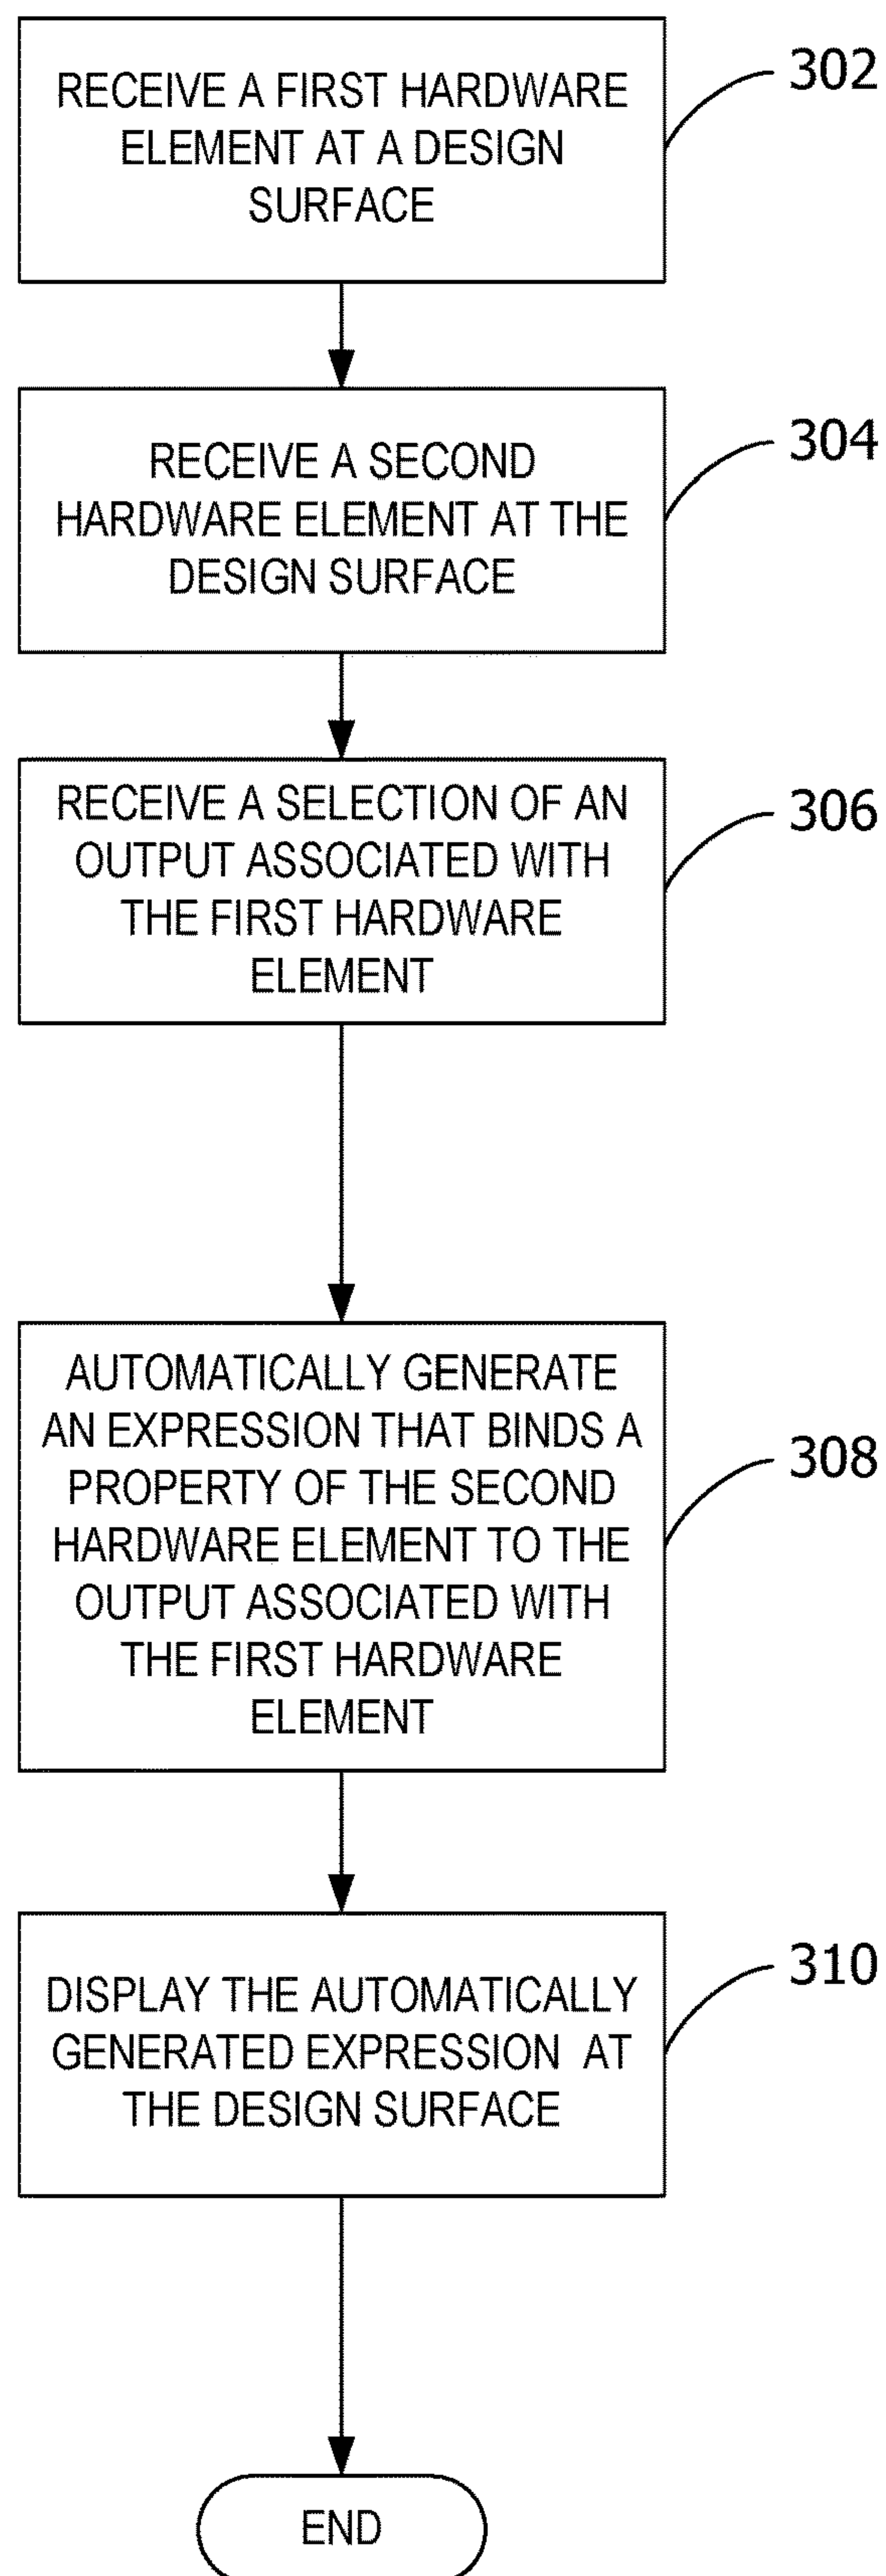 RECEIVE A FIRST HARDWARE
ELEMENT AT A DESIGN
SURFACE
302
RECEIVE A SECOND
HARDWARE ELEMENT AT THE
DESIGN SURFACE
304
RECEIVE A SELECTION OF AN
OUTPUT ASSOCIATED WITH
THE FIRST HARDWARE
ELEMENT
306
AUTOMATICALLY GENERATE
AN EXPRESSION THAT BINDS A
PROPERTY OF THE SECOND
HARDWARE ELEMENT TO THE
OUTPUT ASSOCIATED WITH
THE FIRST HARDWARE
ELEMENT
308
DISPLAY THE AUTOMATICALLY
GENERATED EXPRESSION AT
THE DESIGN SURFACE
310
END